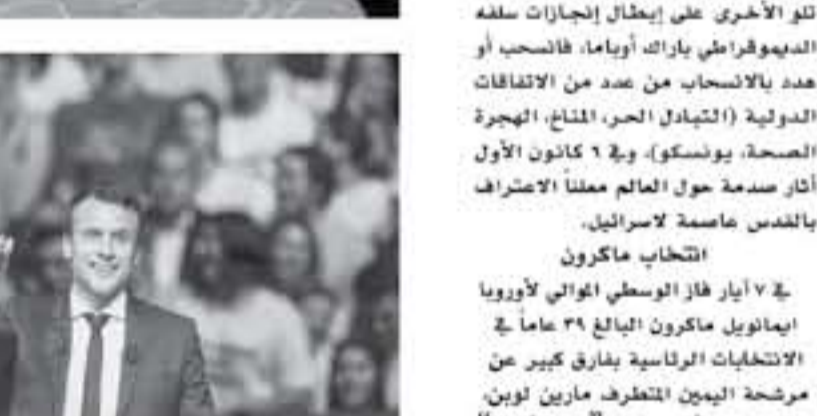 تلو الأخرى على إبطال إنجازات سلفه
الديموقراطي باراك أوباما، فانسحب أو
هدد بالانسحاب من عدد من الاتفاقات
الدولية (التبادل الحر، المناخ، الهجرة
الصحة، يونسكو)، وفي ٦ كانون الأول
أثار صدمة حول العالم معلناً الاعتراف
بالقدس عاصمة لاسرائيل.
انتخاب ماكرون
في ٧ أيار فاز الوسطي الموالي لأوروبا
ايمانويل ماكرون البالغ ٣٩ عاماً في
الانتخابات الرئاسية بفارق كبير عن
مرشحة اليمين المتطرف مارين لوبن،